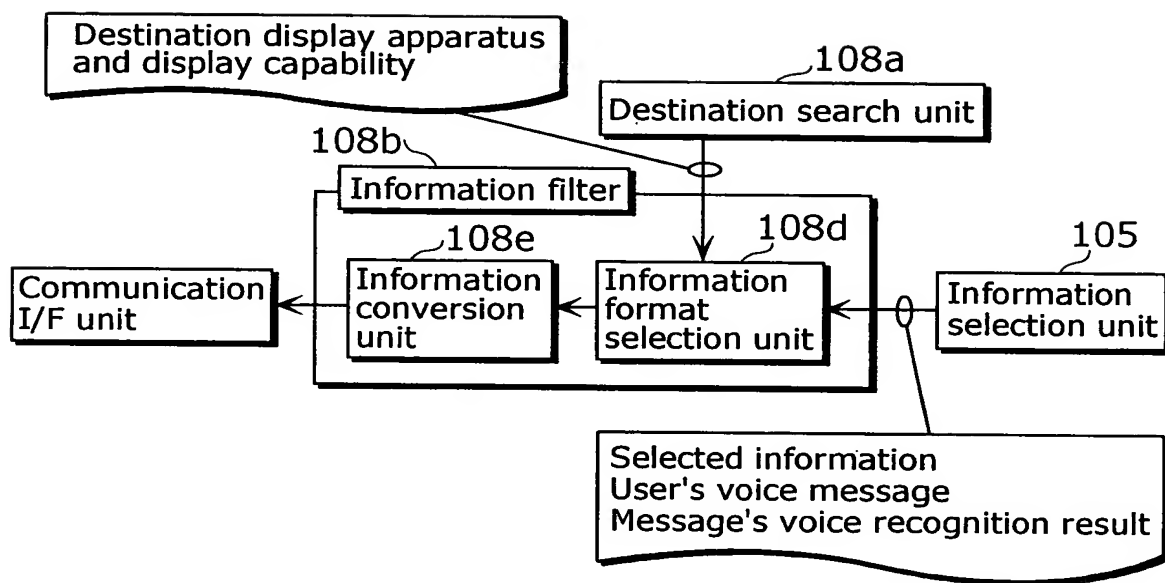 Destination display apparatus
and display capability
108a
Destination search unit
108b
Information filter
108e
108d
105
Communication
I/F unit
Information
conversion
unit
Information
format
selection unit
Information
selection unit
Selected information
User's voice message
Message's voice recognition result